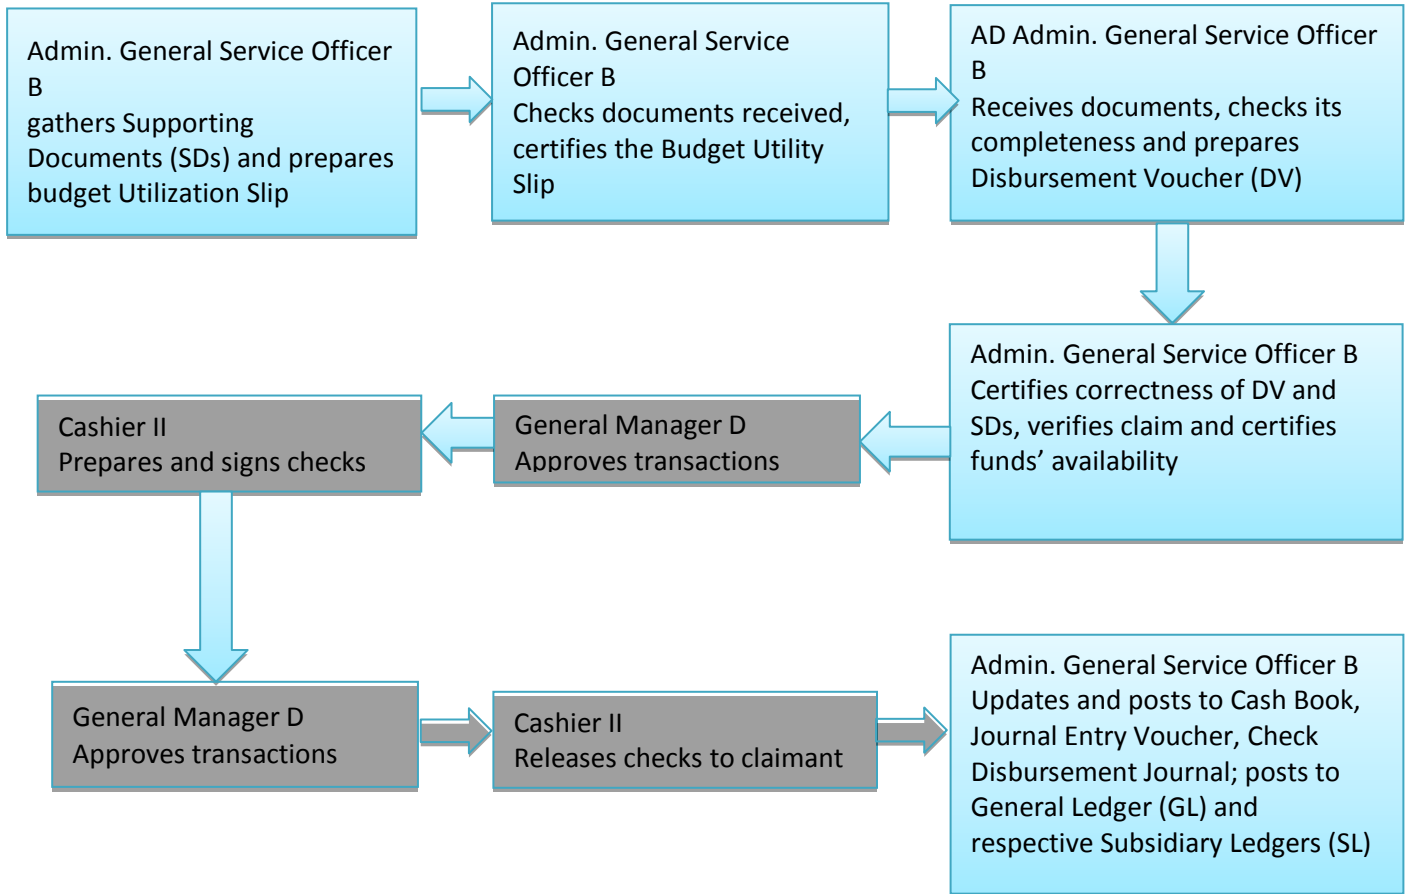 Admin. General Service Officer
B
gathers Supporting
Documents (SDs) and prepares
budget Utilization Slip
Admin. General Service
Officer B
Checks documents received,
certifies the Budget Utility
Slip
AD Admin. General Service Officer
B
Receives documents, checks its
completeness and prepares
Disbursement Voucher (DV)
Admin. General Service Officer B
Certifies correctness of DV and
SDs, verifies claim and certifies
funds’ availability
General Manager D
Approves transactions
Cashier II
Prepares and signs checks
General Manager D
Approves transactions
Cashier II
Releases checks to claimant
Admin. General Service Officer B
Updates and posts to Cash Book,
Journal Entry Voucher, Check
Disbursement Journal; posts to
General Ledger (GL) and
respective Subsidiary Ledgers (SL)